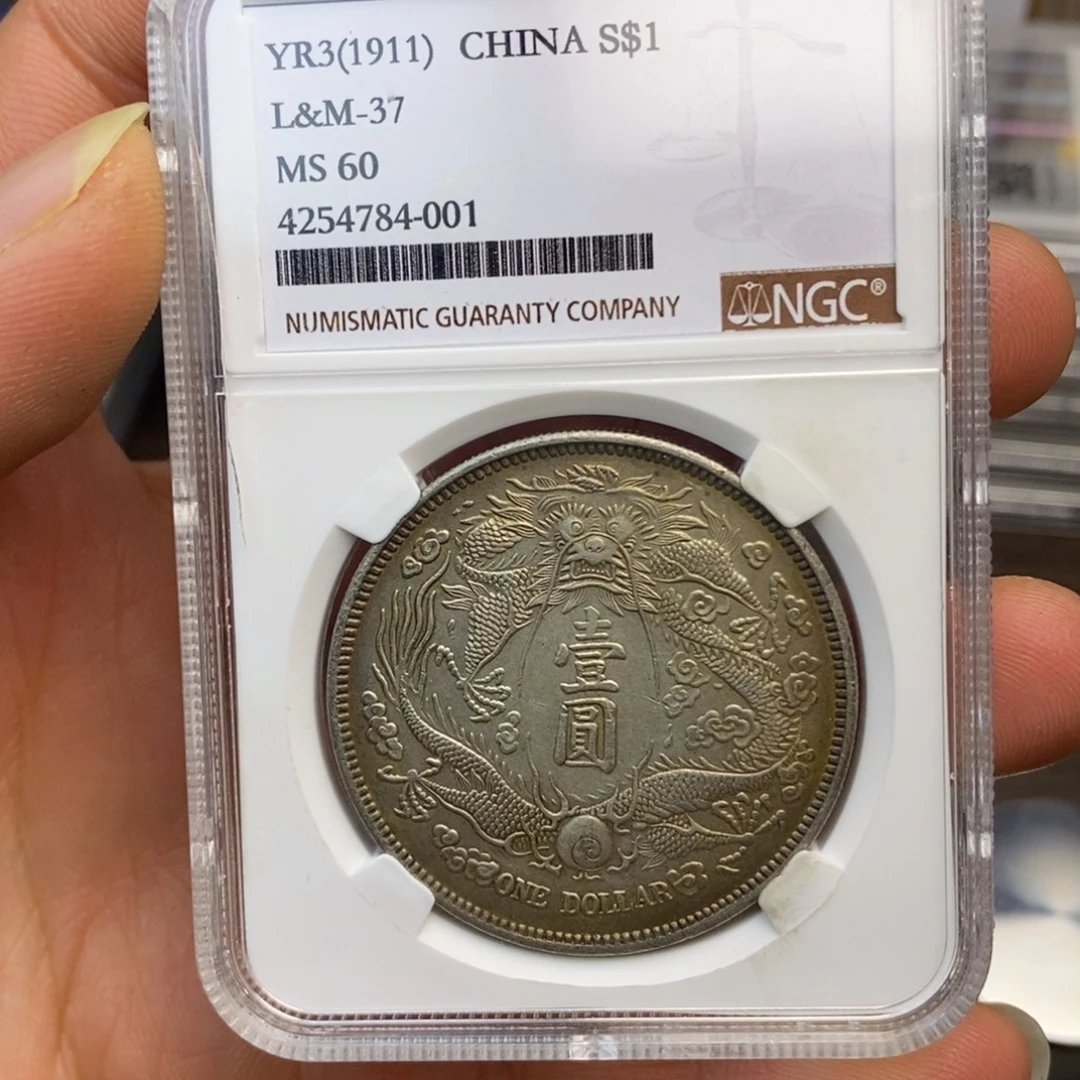 YR3(1911) CHINA S$1
L&M-37
MS 60
4254784-001
NUMISMATIC GUARANTY COMPANY
NGC®
壹
圓
ONE DOLLAR